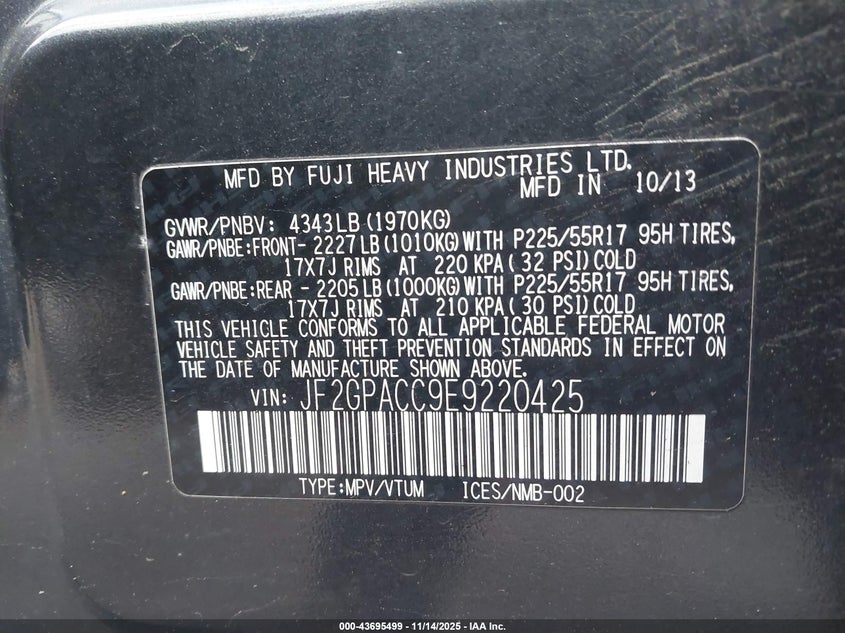 MFD BY FUJI HEAVY INDUSTRIES LTD.
MFD IN 10/13
GVWR/PNBV: 4343LB (1970KG)
GAWR/PNBE:FRONT- 2227LB (1010KG) WITH P225/55R17 95H TIRES,
17X7J RIMS AT 220 KPA ( 32 PSI) COLD
GAWR/PNBE:REAR - 2205LB (1000KG) WITH P225/55R17 95H TIRES,
17X7J RIMS AT 210 KPA ( 30 PSI) COLD
THIS VEHICLE CONFORMS TO ALL APPLICABLE FEDERAL MOTOR
VEHICLE SAFETY AND THEFT PREVENTION STANDARDS IN EFFECT ON
THE DATE OF MANUFACTURE SHOWN ABOVE.
VIN: JF2GPACC9E9220425
TYPE:MPV/VTUM ICES/NMB-002
000-43695499 - 11/14/2025 - IAA Inc.